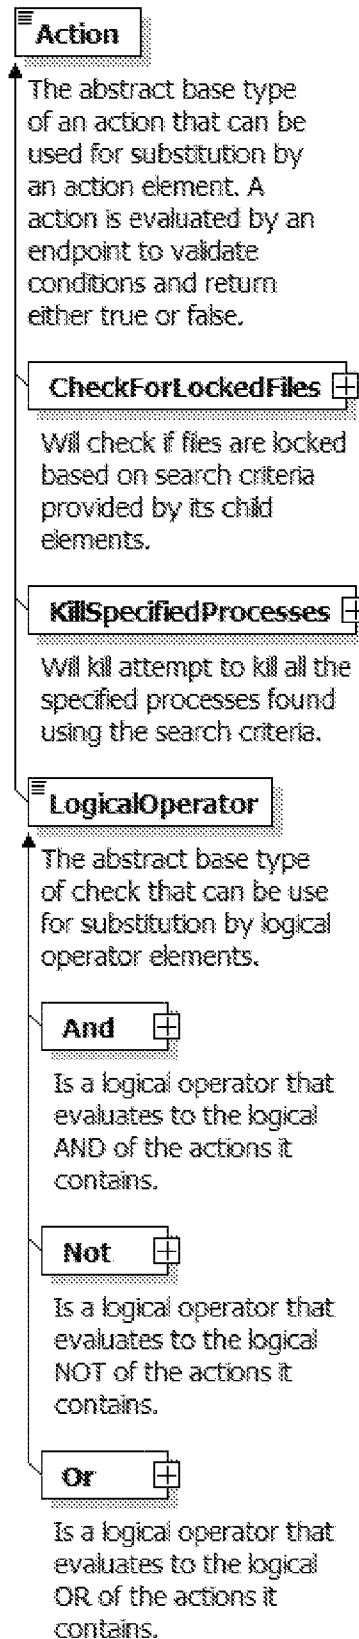 Action
The abstract base type
of an action that can be
used for substitution by
an action element. A
action is evaluated by an
endpoint to validate
conditions and return
either true or false.
CheckForLockedFiles
Will check if files are locked
based on search criteria
provided by its child
elements.
KillSpecifiedProcesses
Will kill attempt to kill all the
specified processes found
using the search criteria.
LogicalOperator
The abstract base type
of check that can be use
for substitution by logical
operator elements.
And
Is a logical operator that
evaluates to the logical
AND of the actions it
contains.
Not
Is a logical operator that
evaluates to the logical
NOT of the actions it
contains.
Or
Is a logical operator that
evaluates to the logical
OR of the actions it
contains.